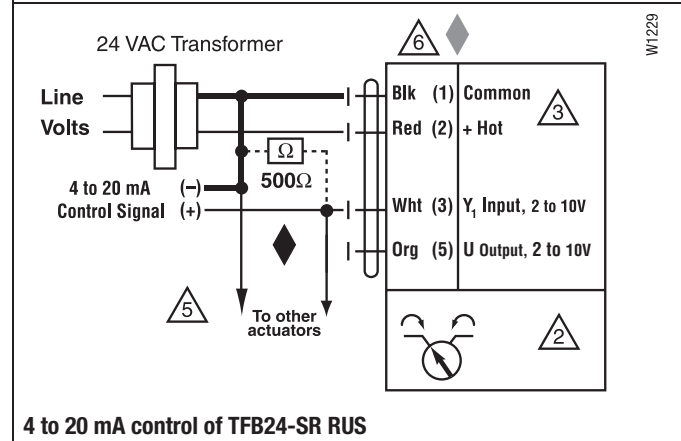 W1229
24 VAC Transformer
6
Line
Volts
Blk (1) Common
3
Red (2) + Hot
Ω
500Ω
4 to 20 mA (–)
Control Signal (+)
Wht (3) Y1 Input, 2 to 10V
Org (5) U Output, 2 to 10V
5
To other
actuators
2
4 to 20 mA control of TFB24-SR RUS